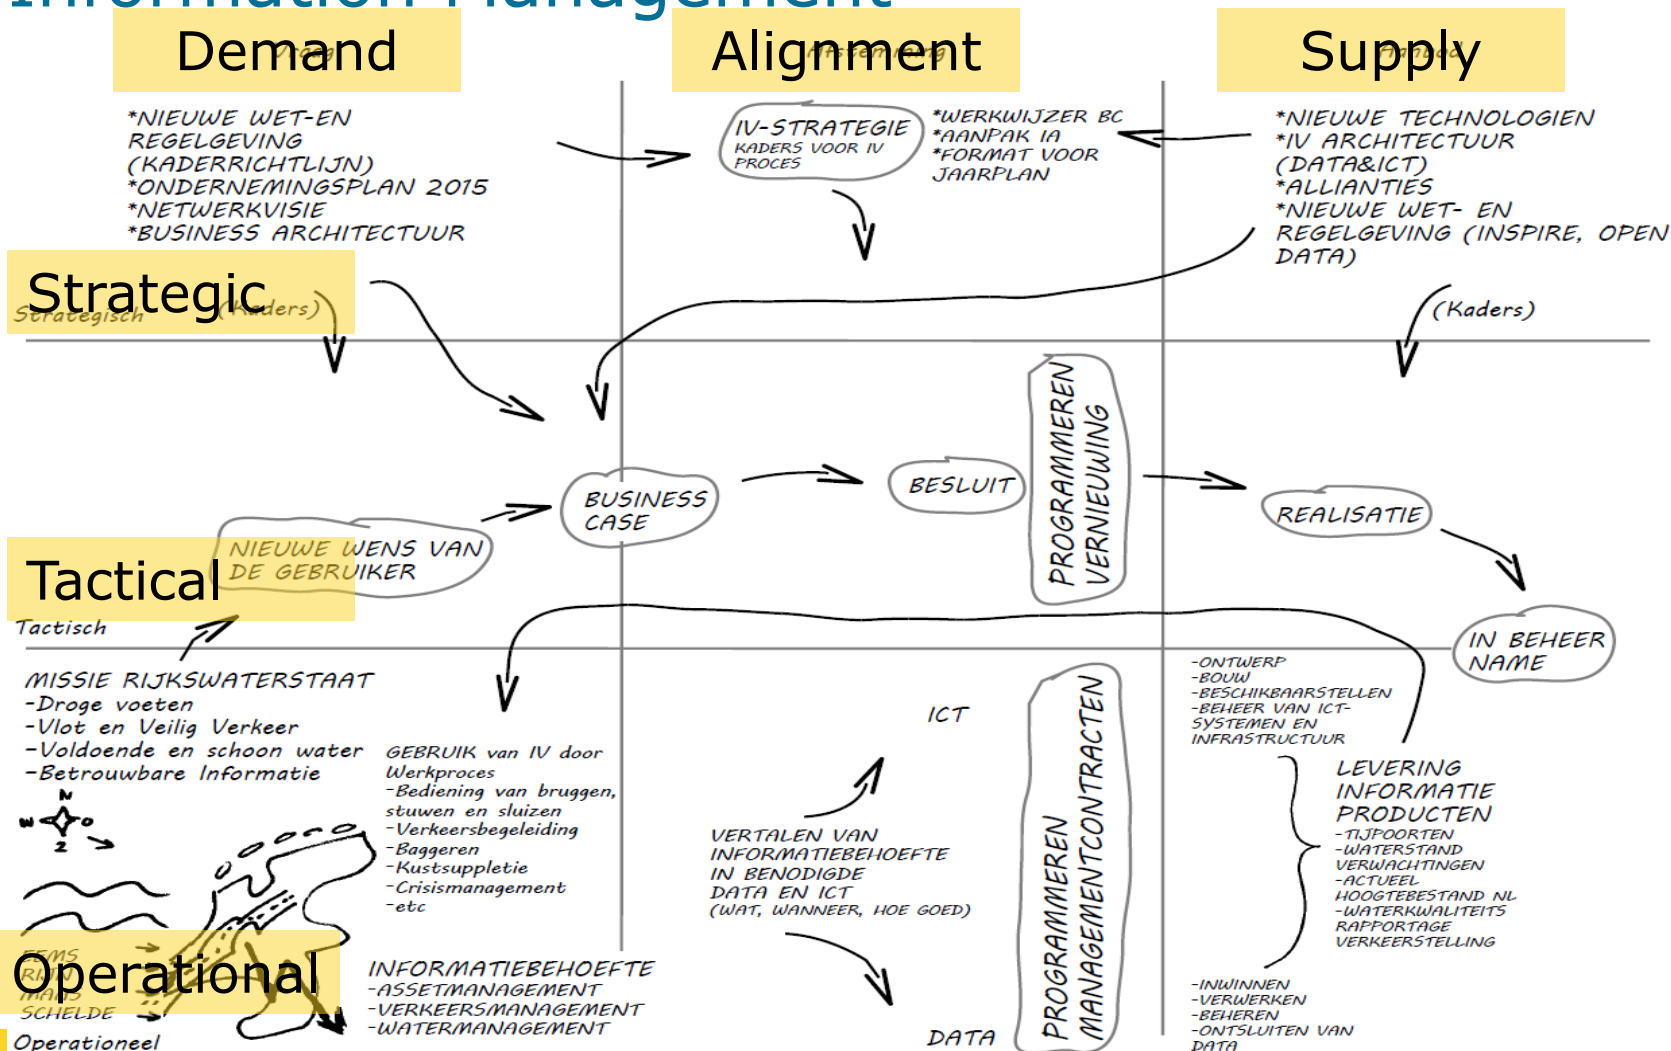 Information Management
Demand
Alignment
Supply
*NIEUWE WET-EN
REGELGEVING
(KADERRICHTLIJN)
*ONDERNEMINGSPLAN 2015
*NETWERKVISIE
*BUSINESS ARCHITECTUUR
IV-STRATEGIE
KADERS VOOR IV
PROCES
*WERKWIJZER BC
*AANPAK IA
*FORMAT VOOR
JAARPLAN
*NIEUWE TECHNOLOGIEN
*IV ARCHITECTUUR
(DATA&ICT)
*ALLIANTIES
*NIEUWE WET- EN
REGELGEVING (INSPIRE, OPEN
DATA)
Strategic
Strategisch
(Kaders)
(Kaders)
NIEUWE WENS VAN
DE GEBRUIKER
BUSINESS
CASE
BESLUIT
PROGRAMMEREN
VERNIEUWING
REALISATIE
IN BEHEER
NAME
Tactical
Tactisch
MISSIE RIJKSWATERSTAAT
-Droge voeten
-Vlot en Veilig Verkeer
-Voldoende en schoon water
-Betrouwbare Informatie
N
W
O
Z
GEBRUIK van IV door
Werkproces
-Bediening van bruggen,
stuwen en sluizen
-Verkeersbegeleiding
-Baggeren
-Kustsuppletie
-Crisismanagement
-etc
EEMS
RIJN
MAAS
SCHELDE
Operational
Operationeel
INFORMATIEBEHOEFTE
-ASSETMANAGEMENT
-VERKEERSMANAGEMENT
-WATERMANAGEMENT
ICT
VERTALEN VAN
INFORMATIEBEHOEFTE
IN BENODIGDE
DATA EN ICT
(WAT, WANNEER, HOE GOED)
DATA
PROGRAMMEREN
MANAGEMENTCONTRACTEN
-ONTWERP
-BOUW
-BESCHIKBAARSTELLEN
-BEHEER VAN ICT-
SYSTEMEN EN
INFRASTRUCTUUR
LEVERING
INFORMATIE
PRODUCTEN
-TIJPOORTEN
-WATERSTAND
VERWACHTINGEN
-ACTUEEL
HOOGTEBESTAND NL
-WATERKWALITEITS
RAPPORTAGE
VERKEERSTELLING
-INWINNEN
-VERWERKEN
-BEHEREN
-ONTSLUITEN VAN
DATA